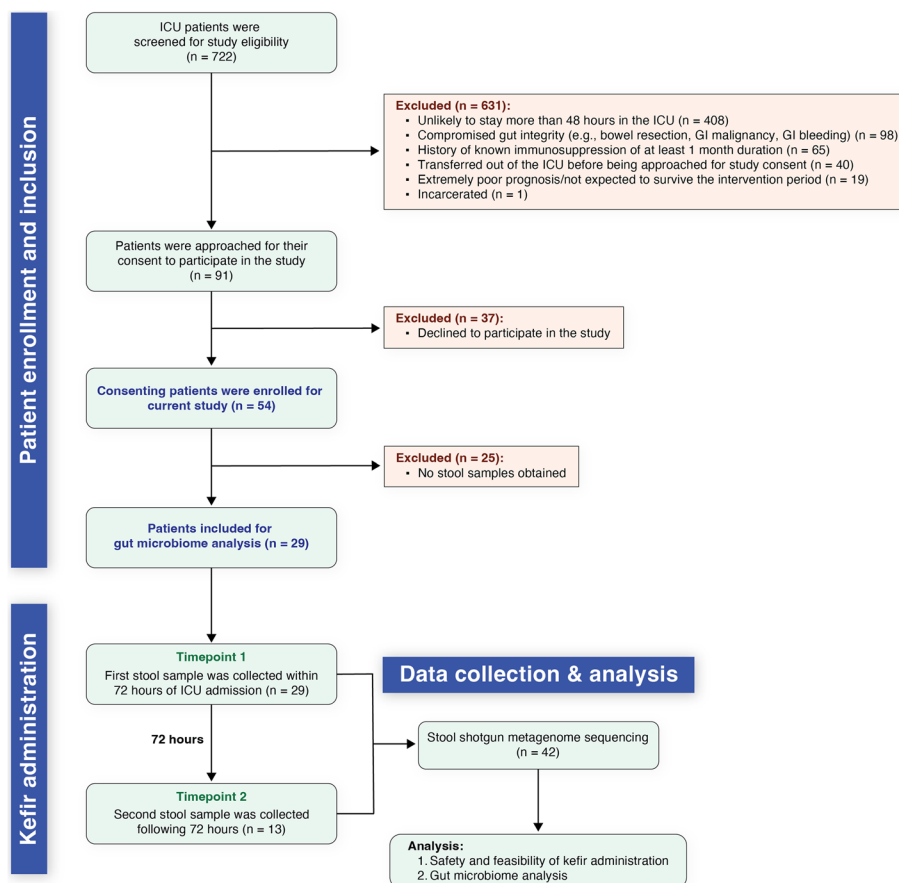 Patient enrollment and inclusion
ICU patients were
screened for study eligibility
(n = 722)
Excluded (n = 631):
▪ Unlikely to stay more than 48 hours in the ICU (n = 408)
▪ Compromised gut integrity (e.g., bowel resection, GI malignancy, GI bleeding) (n = 98)
▪ History of known immunosuppression of at least 1 month duration (n = 65)
▪ Transferred out of the ICU before being approached for study consent (n = 40)
▪ Extremely poor prognosis/not expected to survive the intervention period (n = 19)
▪ Incarcerated (n = 1)
Patients were approached for their
consent to participate in the study
(n = 91)
Excluded (n = 37):
▪ Declined to participate in the study
Consenting patients were enrolled for
current study (n = 54)
Excluded (n = 25):
▪ No stool samples obtained
Patients included for
gut microbiome analysis (n = 29)
Kefir administration
Timepoint 1
First stool sample was collected within
72 hours of ICU admission (n = 29)
72 hours
Timepoint 2
Second stool sample was collected
following 72 hours (n = 13)
Data collection & analysis
Stool shotgun metagenome sequencing
(n = 42)
Analysis:
1. Safety and feasibility of kefir administration
2. Gut microbiome analysis